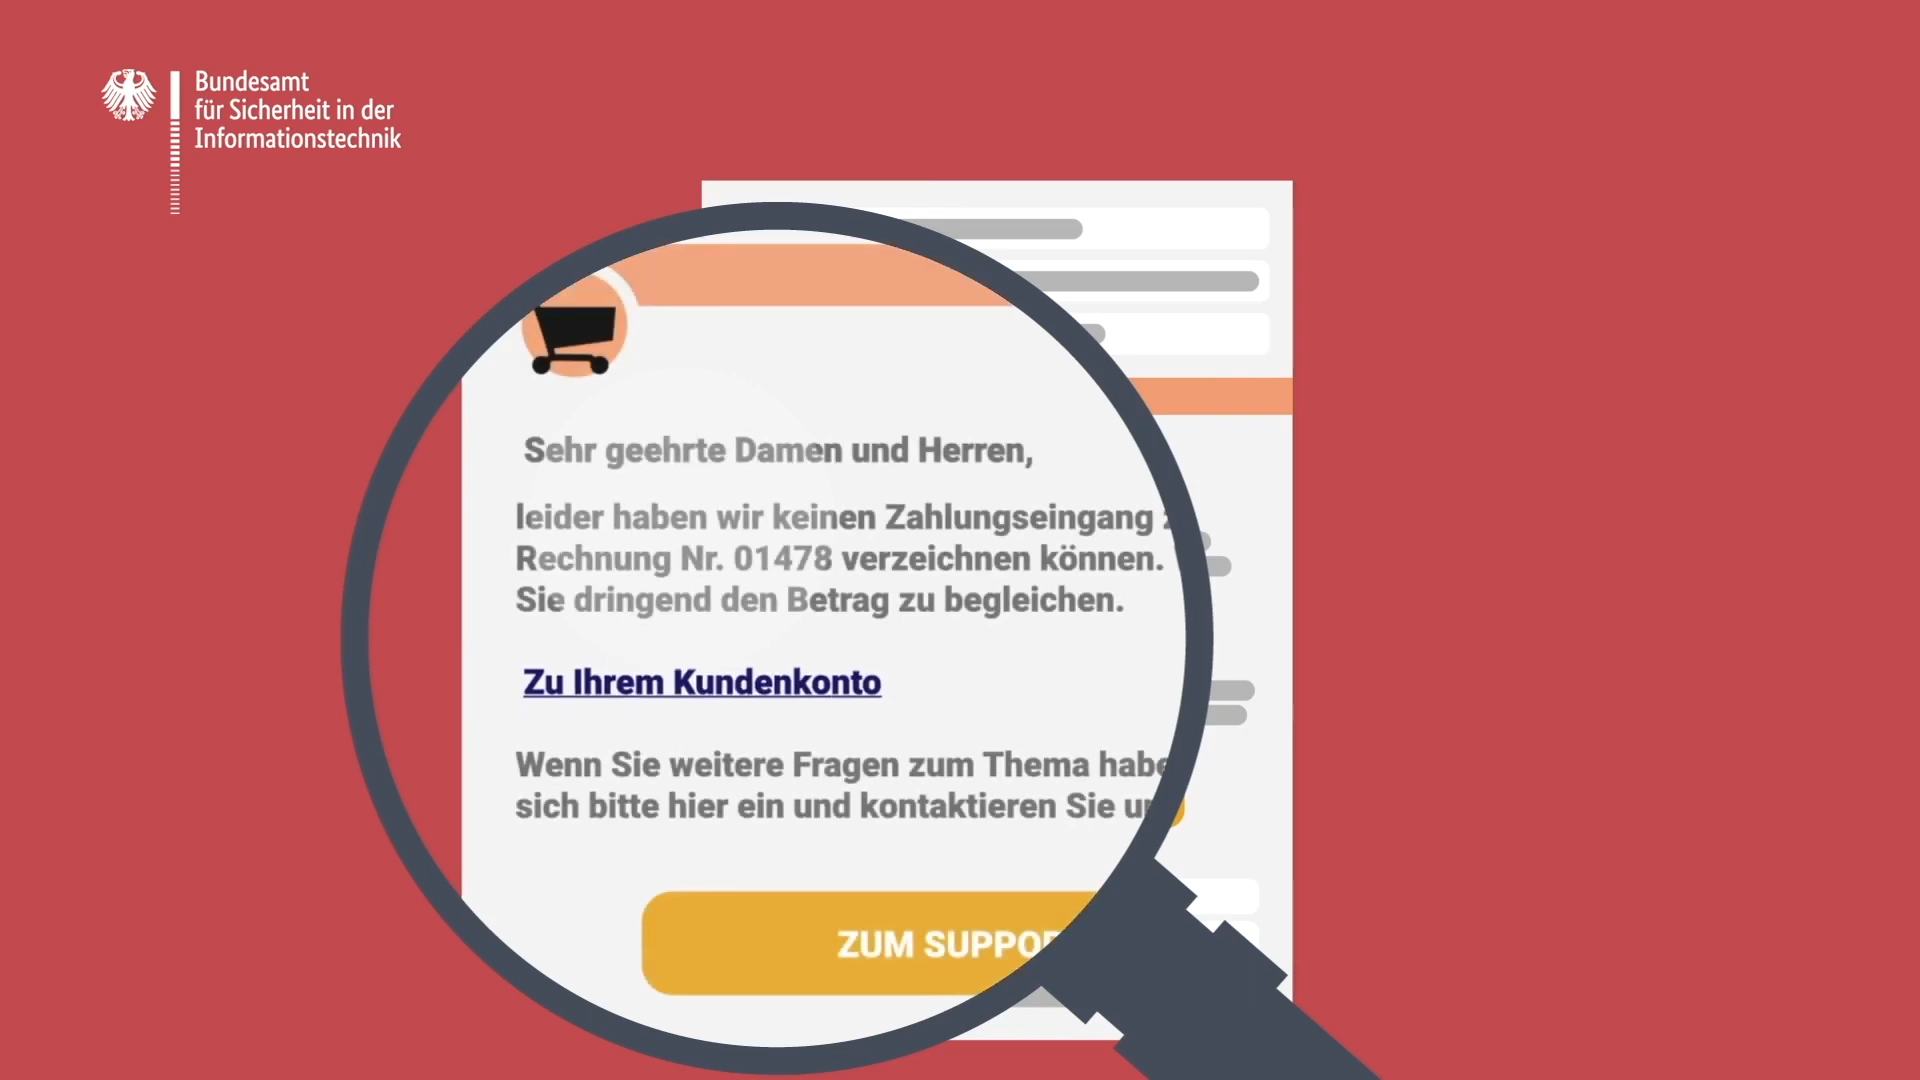 Bundesamt
für Sicherheit in der
Informationstechnik
Sehr geehrte Damen und Herren,
leider haben wir keinen Zahlungseingang
Rechnung Nr. 01478 verzeichnen können.
Sie dringend den Betrag zu begleichen.
Zu Ihrem Kundenkonto
Wenn Sie weitere Fragen zum Thema
sich bitte hier ein und kontaktieren Sie
ZUM